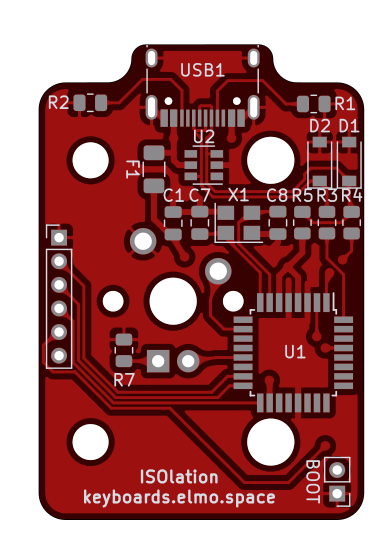 USB1
R2
R1
D2 D1
U2
F1
C1 C7 X1 C8 R5 R3 R4
U1
R7
BOOT
ISOlation
keyboards.elmo.space